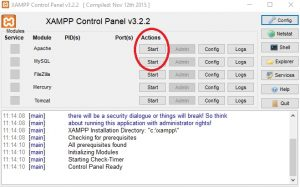 XAMPP Control Panel v3.2.2 [ Compiled: Nov 12th 2015 ]
XAMPP Control Panel v3.2.2
Config
Modules
Service
Module
PID(s)
Port(s)
Actions
Netstat
Apache
Start
Admin
Config
Logs
Shell
MySQL
Start
Admin
Config
Logs
Explorer
FileZilla
Start
Admin
Config
Logs
Services
Mercury
Start
Admin
Config
Logs
Help
Tomcat
Start
Admin
Config
Logs
Quit
11:14:08 [main] there will be a security dialogue or things will break! So think
11:14:08 [main] about running this application with administrator rights!
11:14:08 [main] XAMPP Installation Directory: "c:\xampp\"
11:14:08 [main] Checking for prerequisites
11:14:09 [main] All prerequisites found
11:14:09 [main] Initializing Modules
11:14:09 [main] Starting Check-Timer
11:14:09 [main] Control Panel Ready